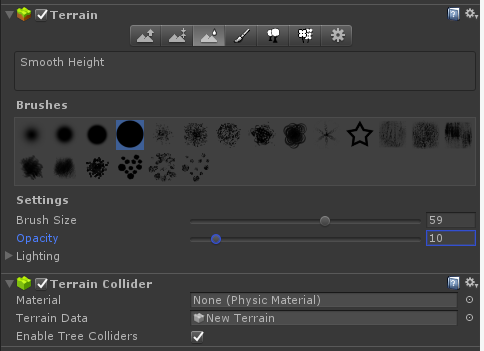 Terrain
Smooth Height
Brushes
Settings
Brush Size 59
Opacity 10
Lighting
Terrain Collider
Material None (Physic Material)
Terrain Data New Terrain
Enable Tree Colliders